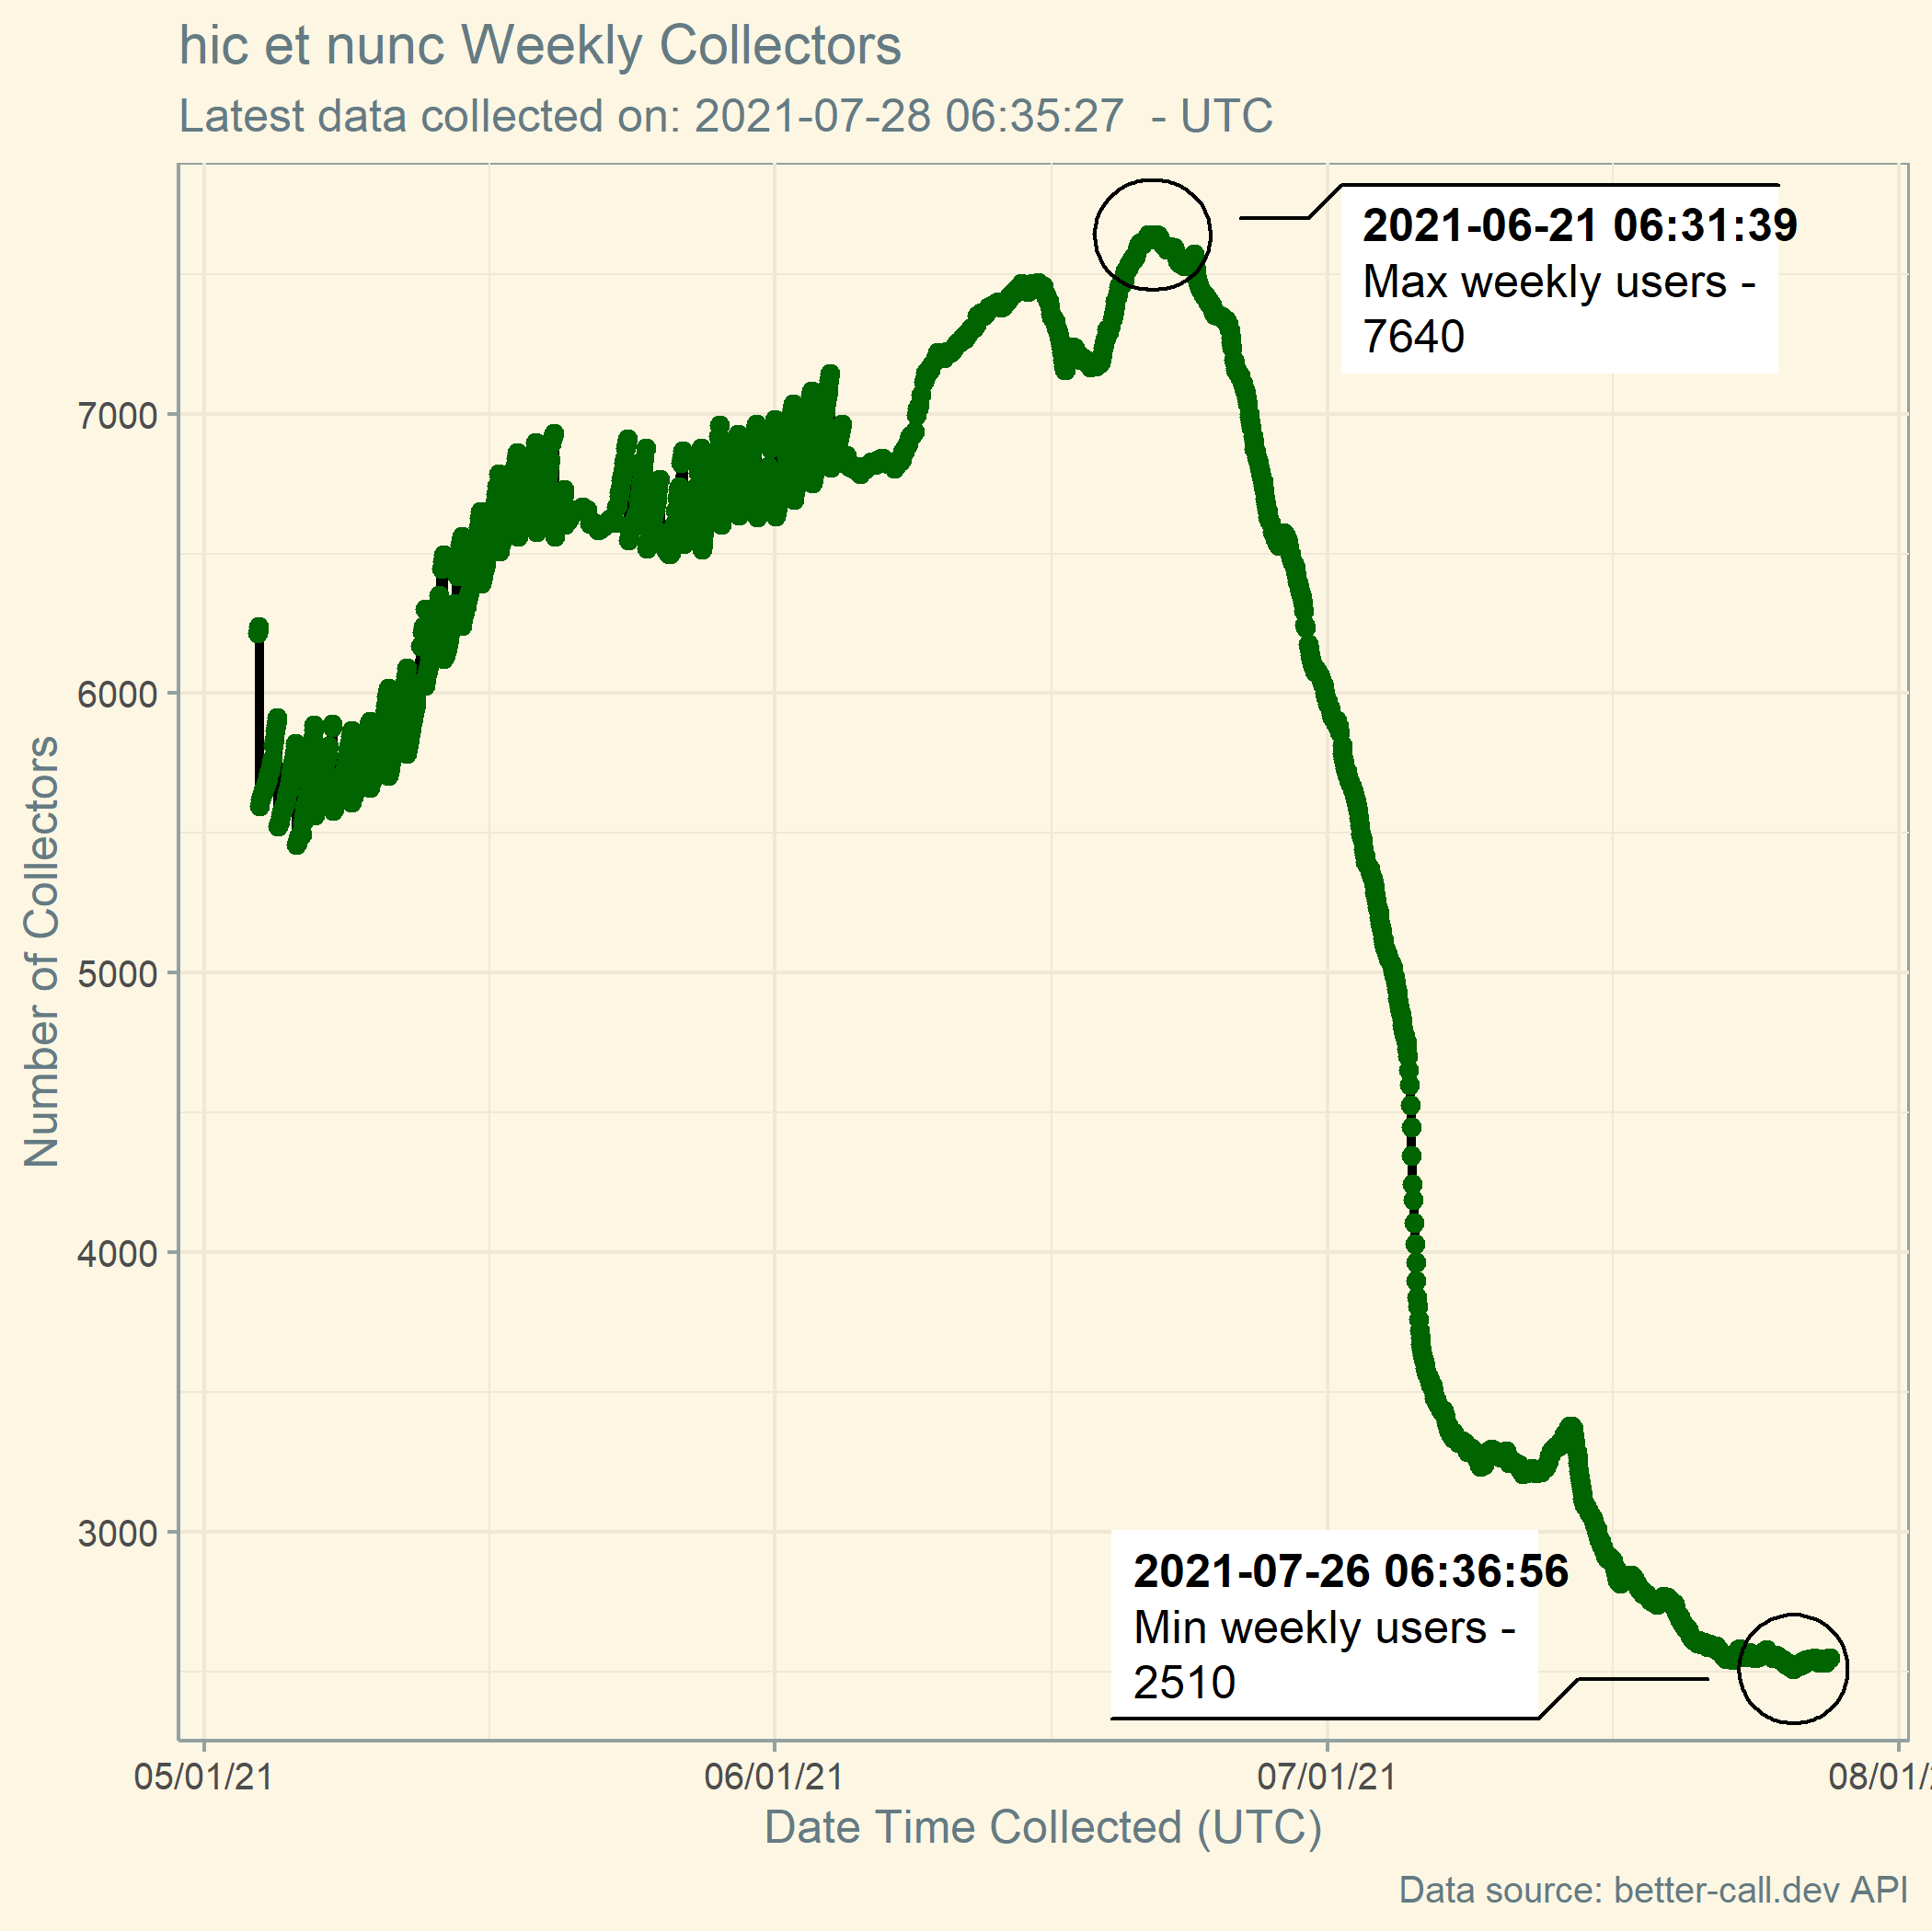 hic et nunc Weekly Collectors
Latest data collected on: 2021-07-28 06:35:27  - UTC
2021-06-21 06:31:39
Max weekly users -
7640
7000
6000
5000
4000
3000
Number of Collectors
2021-07-26 06:36:56
Min weekly users -
2510
05/01/21 06/01/21 07/01/21 08/01/
Date Time Collected (UTC)
Data source: better-call.dev API